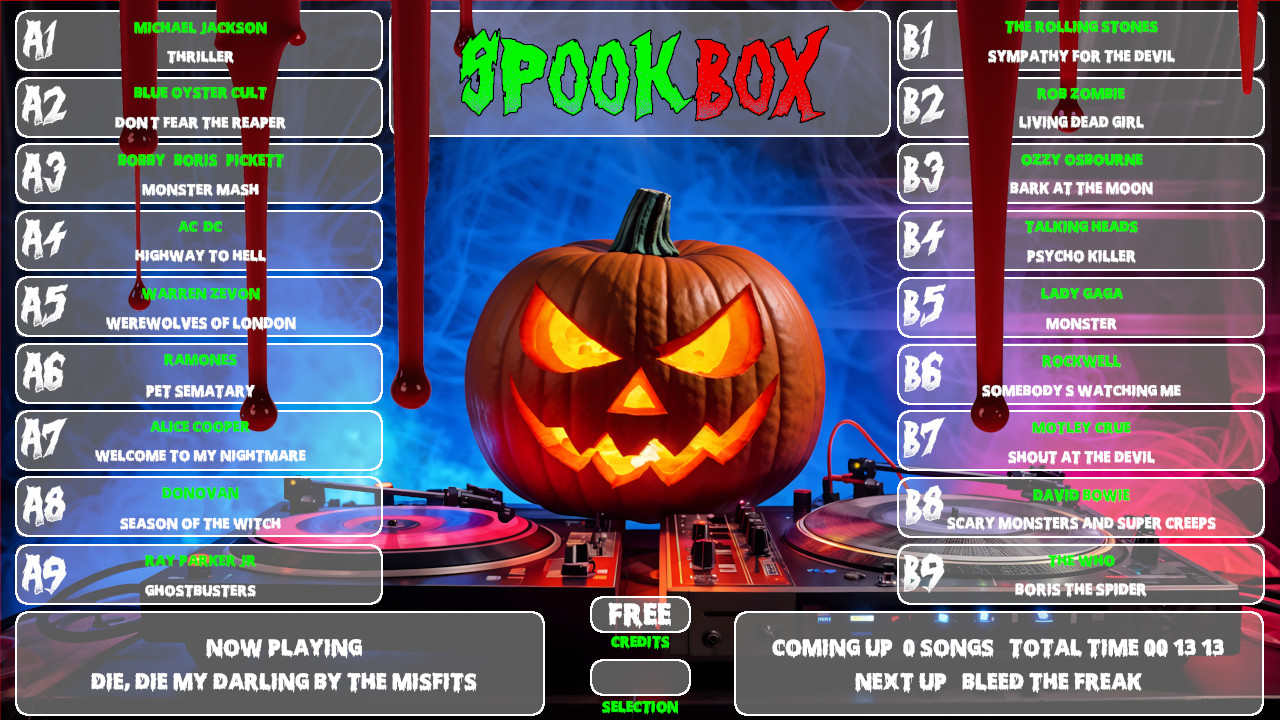 A1
MICHAEL JACKSON
THRILLER
A2
BLUE OYSTER CULT
DON T FEAR THE REAPER
A3
BOBBY BORIS PICKETT
MONSTER MASH
A4
AC DC
HIGHWAY TO HELL
A5
WARREN ZEVON
WEREWOLVES OF LONDON
A6
RAMONES
PET SEMATARY
A7
ALICE COOPER
WELCOME TO MY NIGHTMARE
A8
DONOVAN
SEASON OF THE WITCH
A9
RAY PARKER JR
GHOSTBUSTERS
SPOOK BOX
B1
THE ROLLING STONES
SYMPATHY FOR THE DEVIL
B2
ROB ZOMBIE
LIVING DEAD GIRL
B3
OZZY OSBOURNE
BARK AT THE MOON
B4
TALKING HEADS
PSYCHO KILLER
B5
LADY GAGA
MONSTER
B6
ROCKWELL
SOMEBODY S WATCHING ME
B7
MOTLEY CRUE
SHOUT AT THE DEVIL
B8
DAVID BOWIE
SCARY MONSTERS AND SUPER CREEPS
B9
THE WHO
BORIS THE SPIDER
NOW PLAYING
DIE, DIE MY DARLING BY THE MISFITS
FREE
CREDITS
SELECTION
COMING UP 0 SONGS TOTAL TIME 00 13 13
NEXT UP BLEED THE FREAK